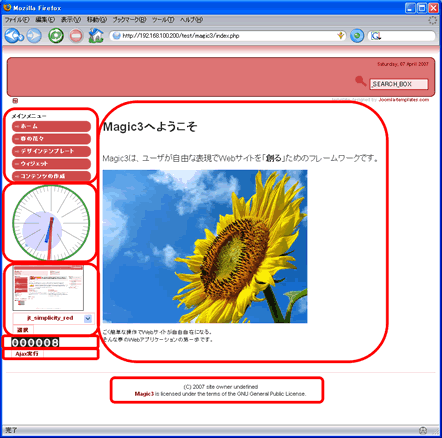 Mozilla Firefox
ファイル(F) 編集(E) 表示(V) 移動(G) ブックマーク(B) ツール(T) ヘルプ(H)
http://192.168.100.200/test/magic3/index.php
Saturday, 07 April 2007
SEARCH_BOX
Joomlatemplates.com
メインメニュー
ホーム
春の花々
デザインテンプレート
ウィジェット
コンテンツの作成
Magic3へようこそ
Magic3は、ユーザが自由な表現でWebサイトを「創る」ためのフレームワークです。
jt_simplicity_red
選択
000008
Ajax実行
ごく簡単な操作でWebサイトが自由自在になる。
そんな夢のWebアプリケーションの第一歩です。
(C) 2007 site owner undefined
Magic3 is licensed under the terms of the GNU General Public License.
完了